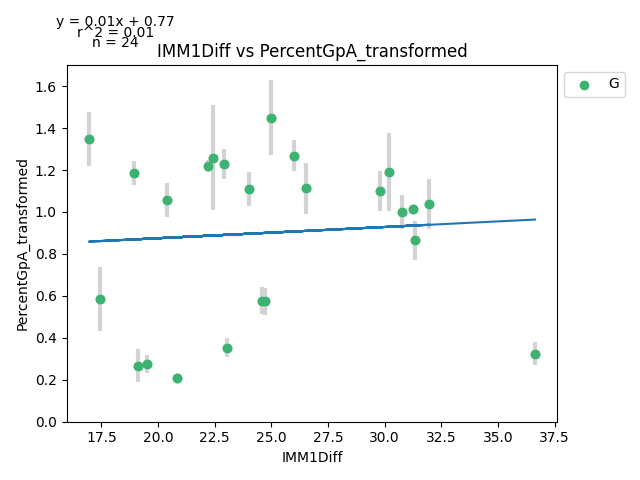 y = 0.01x + 0.77
r^2 = 0.01
n = 24
IMM1Diff vs PercentGpA_transformed
G
PercentGpA_transformed
1.6
1.4
1.2
1.0
0.8
0.6
0.4
0.2
0.0
17.5 20.0 22.5 25.0 27.5 30.0 32.5 35.0 37.5
IMM1Diff